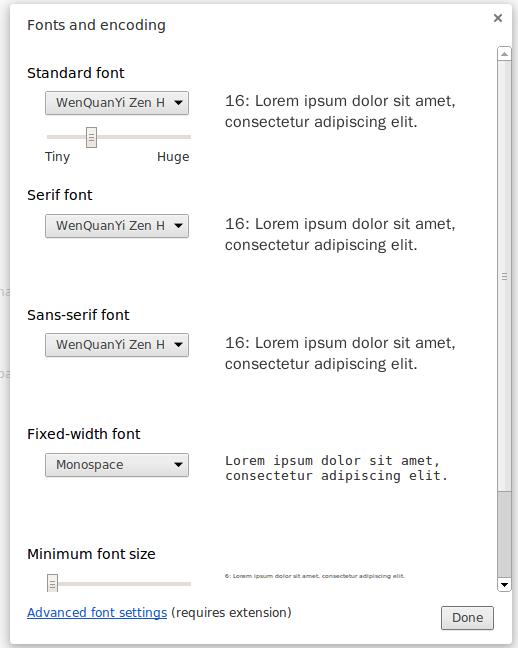 Fonts and encoding
Standard font
WenQuanYi Zen H
16: Lorem ipsum dolor sit amet,
consectetur adipiscing elit.
Tiny
Huge
Serif font
WenQuanYi Zen H
16: Lorem ipsum dolor sit amet,
consectetur adipiscing elit.
Sans-serif font
WenQuanYi Zen H
16: Lorem ipsum dolor sit amet,
consectetur adipiscing elit.
Fixed-width font
Monospace
Lorem ipsum dolor sit amet,
consectetur adipiscing elit.
Minimum font size
6: Lorem ipsum dolor sit amet, consectetur adipiscing elit.
Advanced font settings (requires extension)
Done